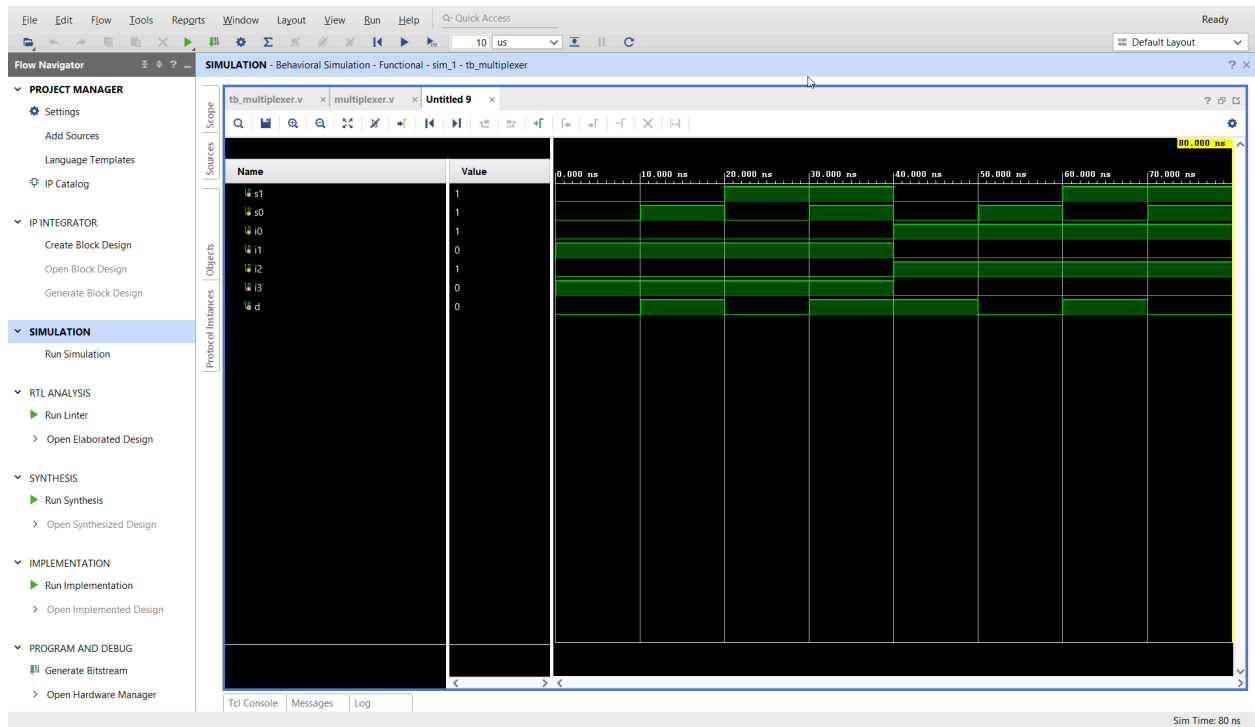 File Edit Flow Tools Reports Window Layout View Run Help Q- Quick Access Ready
10 us Default Layout
Flow Navigator ? SIMULATION - Behavioral Simulation - Functional - sim_1 - tb_multiplexer ? ×
PROJECT MANAGER
Settings
Add Sources
Language Templates
IP Catalog
IP INTEGRATOR
Create Block Design
Open Block Design
Generate Block Design
SIMULATION
Run Simulation
RTL ANALYSIS
Run Linter
Open Elaborated Design
SYNTHESIS
Run Synthesis
Open Synthesized Design
IMPLEMENTATION
Run Implementation
Open Implemented Design
PROGRAM AND DEBUG
Generate Bitstream
Open Hardware Manager
Scope
Sources
Objects
Protocol Instances
tb_multiplexer.v × multiplexer.v × Untitled 9 × ?
80.000 ns
Name Value 0.000 ns 10.000 ns 20.000 ns 30.000 ns 40.000 ns 50.000 ns 60.000 ns 70.000 ns
s1 1
s0 1
i0 1
i1 0
i2 1
i3 0
d 0
Tcl Console Messages Log
Sim Time: 80 ns